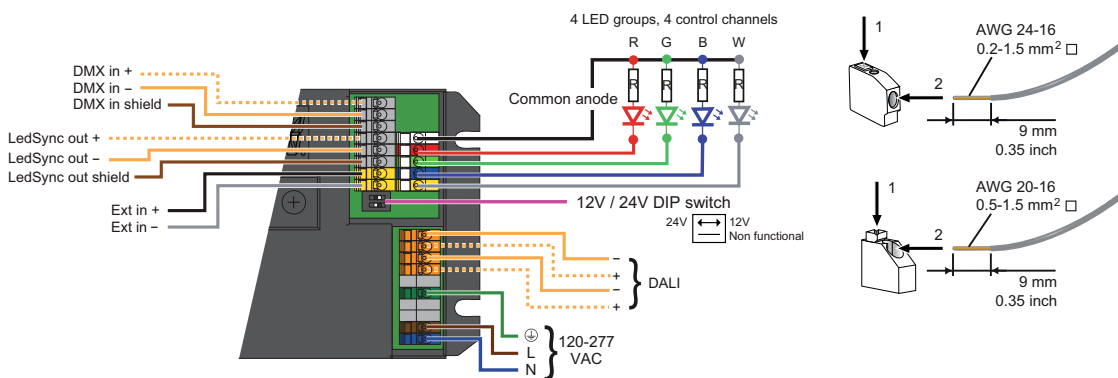 4 LED groups, 4 control channels
R G B W
R R R R
Common anode
DMX in +
DMX in −
DMX in shield
LedSync out +
LedSync out −
LedSync out shield
Ext in +
Ext in −
12V / 24V DIP switch
24V 12V
Non functional
−
+
−
+
DALI
120-277
VAC
L
N
1
2
AWG 24-16
0.2-1.5 mm²
9 mm
0.35 inch
1
2
AWG 20-16
0.5-1.5 mm²
9 mm
0.35 inch